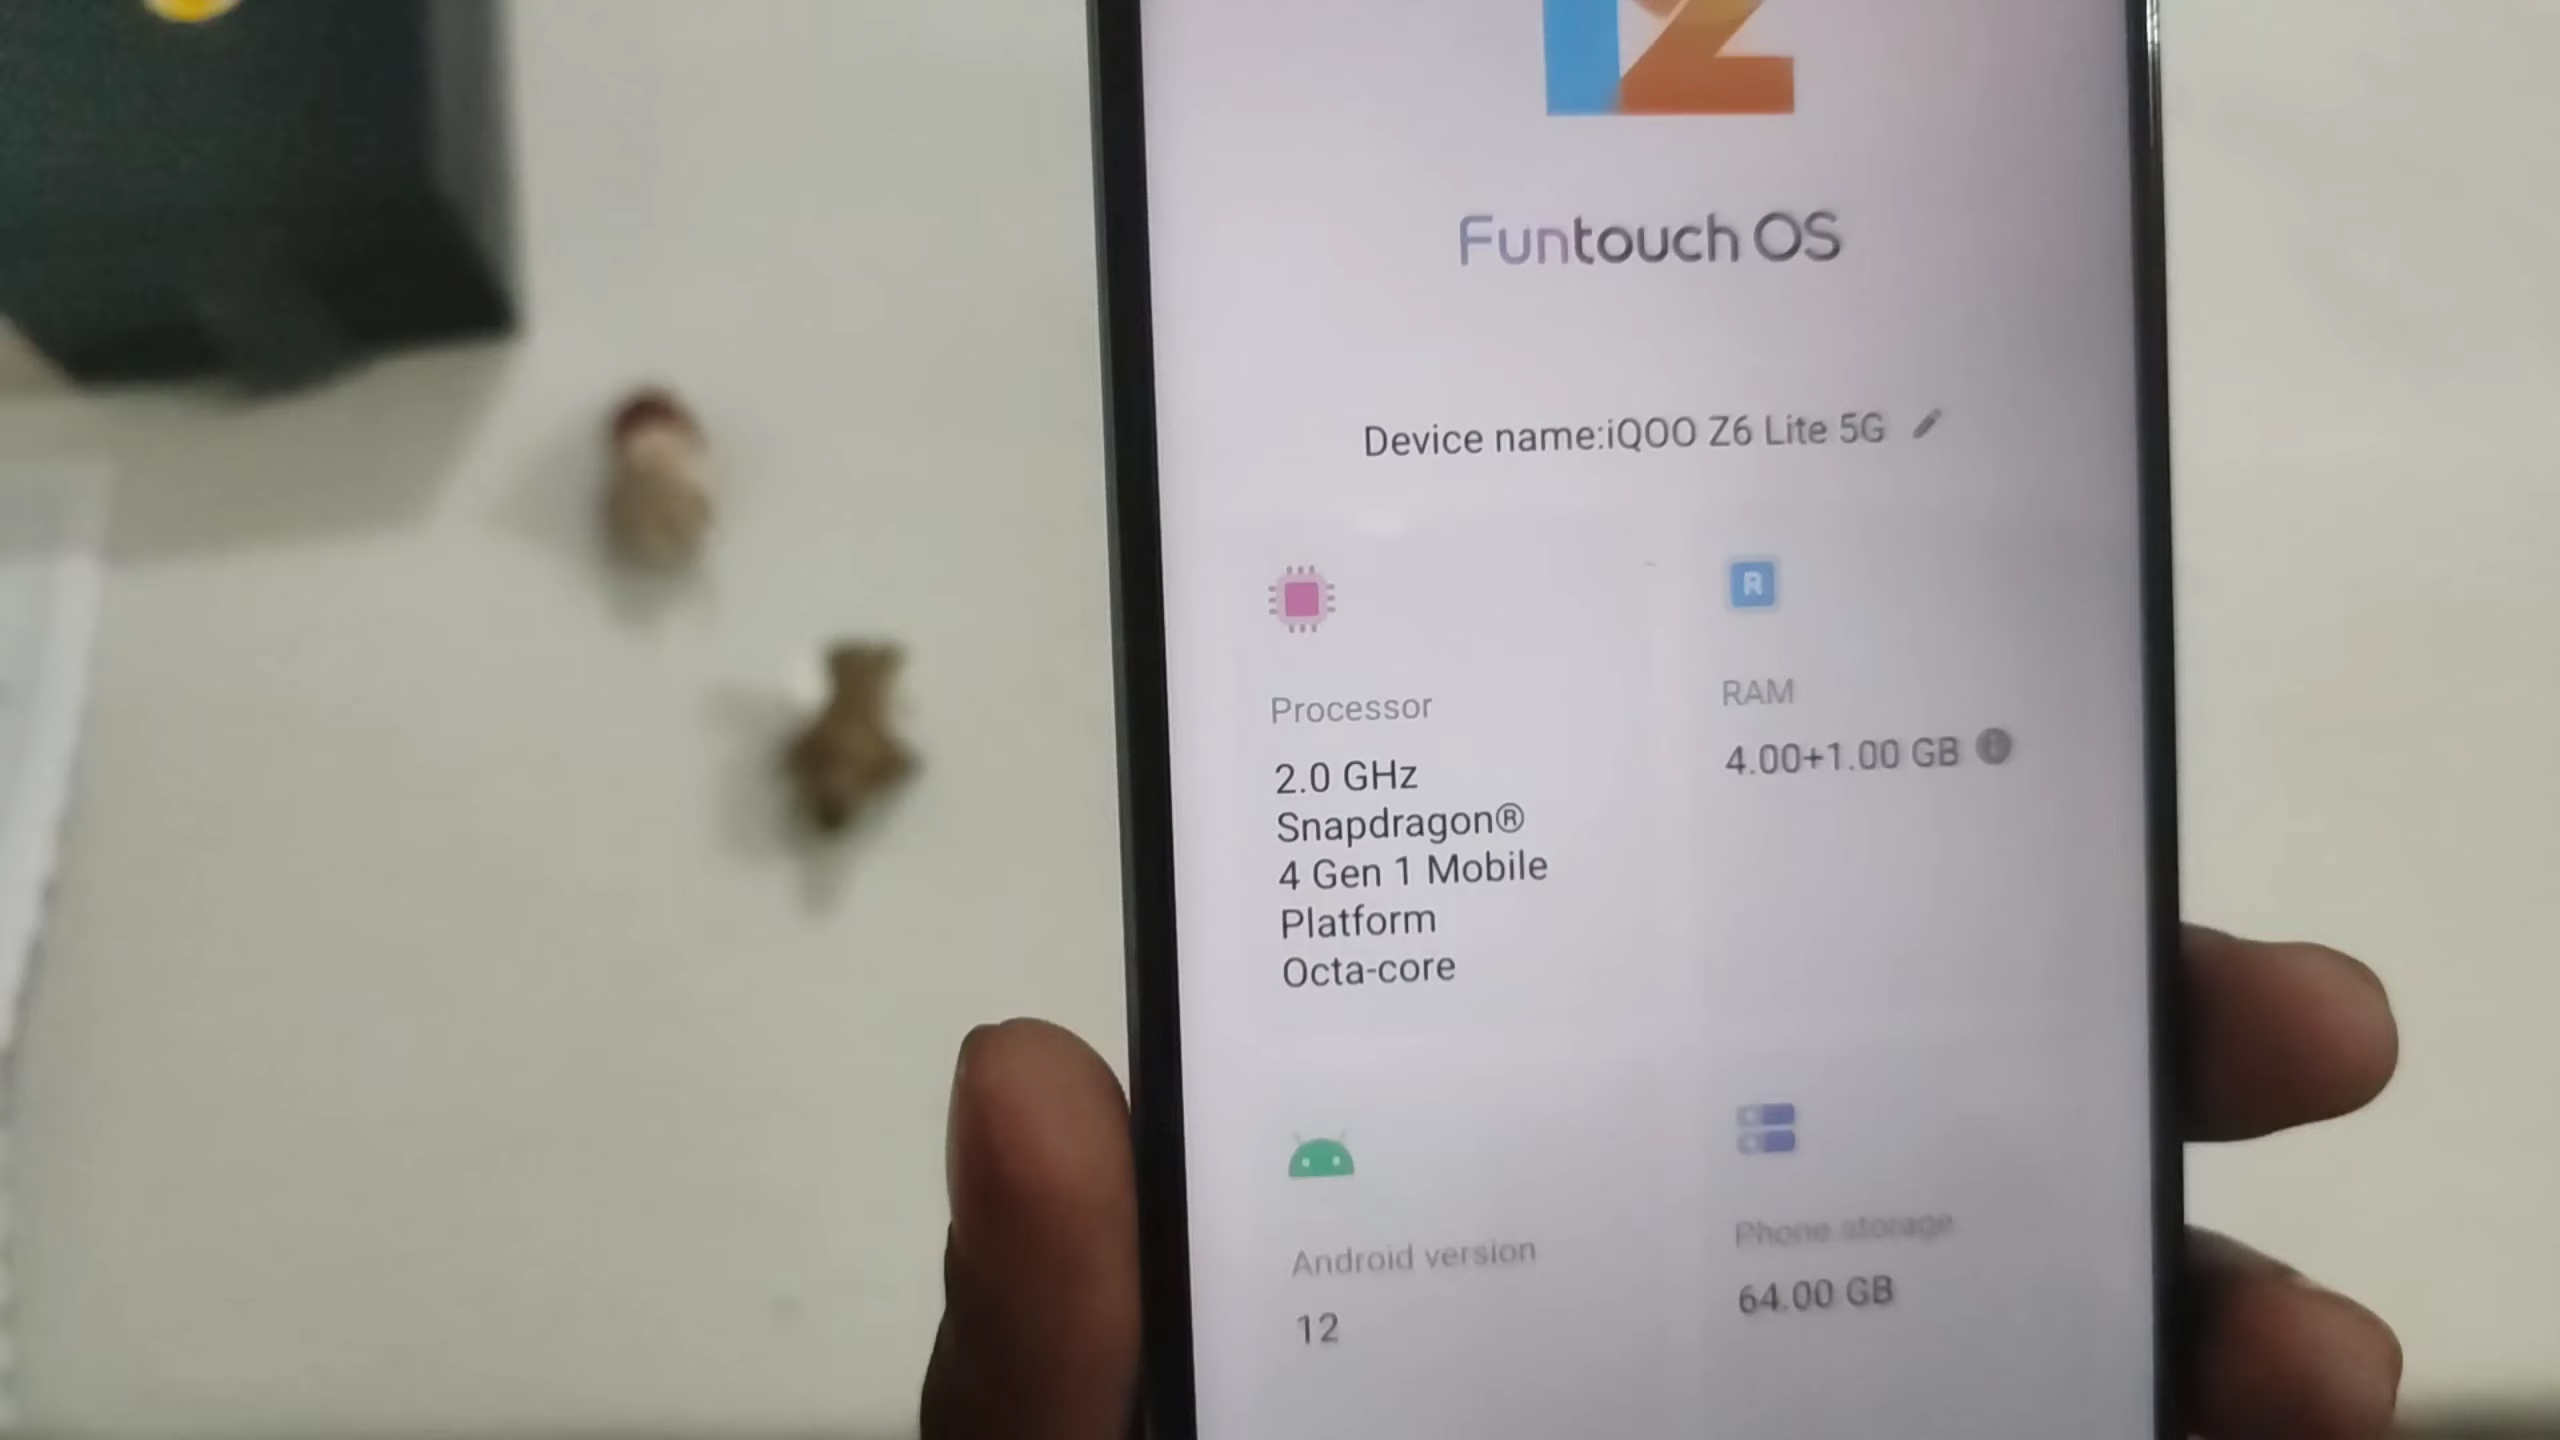 12
Funtouch OS
Device name:iQOO Z6 Lite 5G
R
Processor
2.0 GHz
Snapdragon®
4 Gen 1 Mobile
Platform
Octa-core
RAM
4.00+1.00 GB
Android version
12
Phone storage
64.00 GB